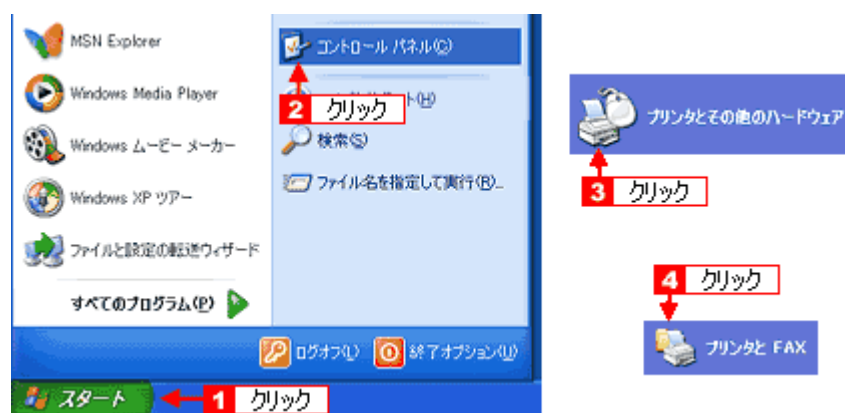 MSN Explorer
Windows Media Player
Windows ムービー メーカー
Windows XP ツアー
ファイルと設定の転送ウィザード
すべてのプログラム(P)
コントロール パネル(C)
2 クリック
ト(H)
検索(S)
ファイル名を指定して実行(R)...
ログオフ(L)
終了オプション(U)
スタート
1 クリック
プリンタとその他のハードウェア
3 クリック
4 クリック
プリンタと FAX